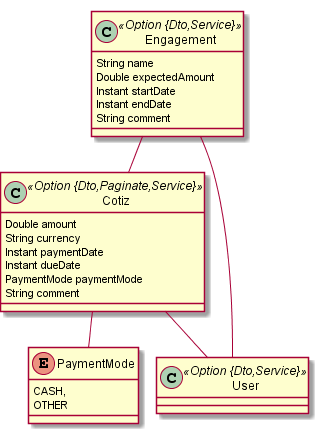 C «Option {Dto,Service}»
Engagement
String name
Double expectedAmount
Instant startDate
Instant endDate
String comment
C «Option {Dto,Paginate,Service}»
Cotiz
Double amount
String currency
Instant paymentDate
Instant dueDate
PaymentMode paymentMode
String comment
E PaymentMode
CASH,
OTHER
C «Option {Dto,Service}»
User